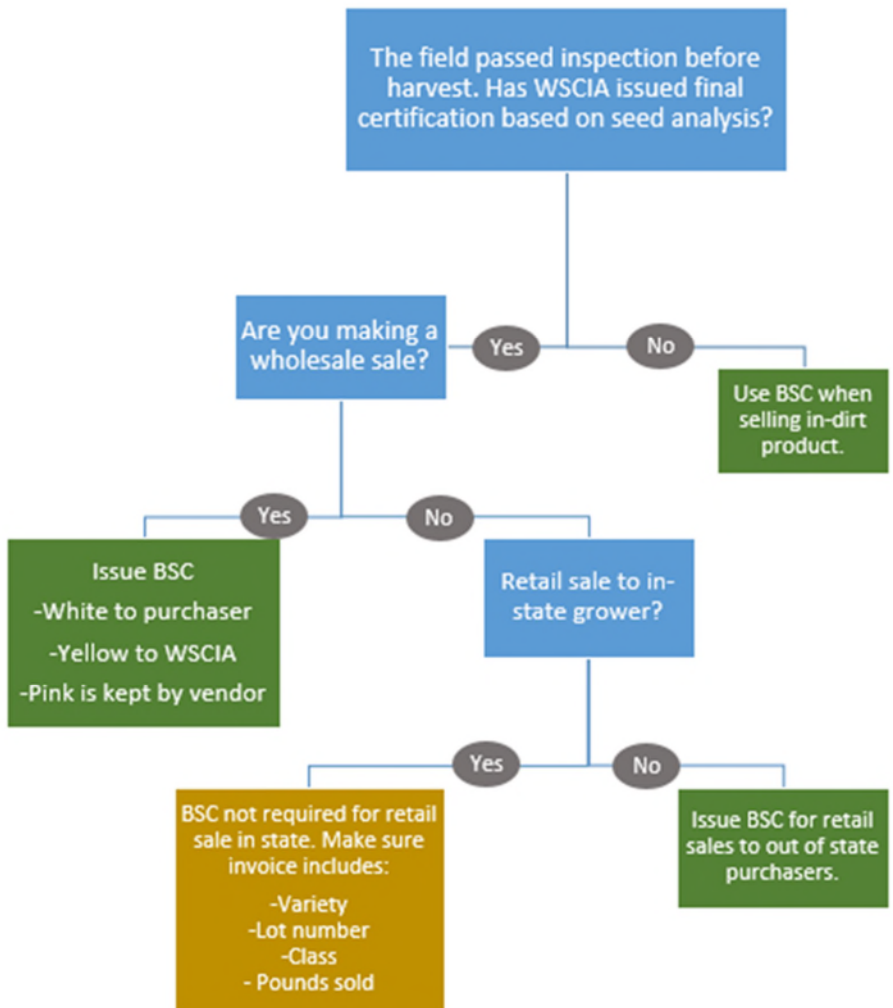 The field passed inspection before
harvest. Has WSCIA issued final
certification based on seed analysis?
Are you making a
wholesale sale?
Yes
No
Use BSC when
selling in-dirt
product.
Yes
No
Issue BSC
-White to purchaser
-Yellow to WSCIA
-Pink is kept by vendor
Retail sale to in-
state grower?
Yes
No
BSC not required for retail
sale in state. Make sure
invoice includes:
-Variety
-Lot number
-Class
- Pounds sold
Issue BSC for retail
sales to out of state
purchasers.